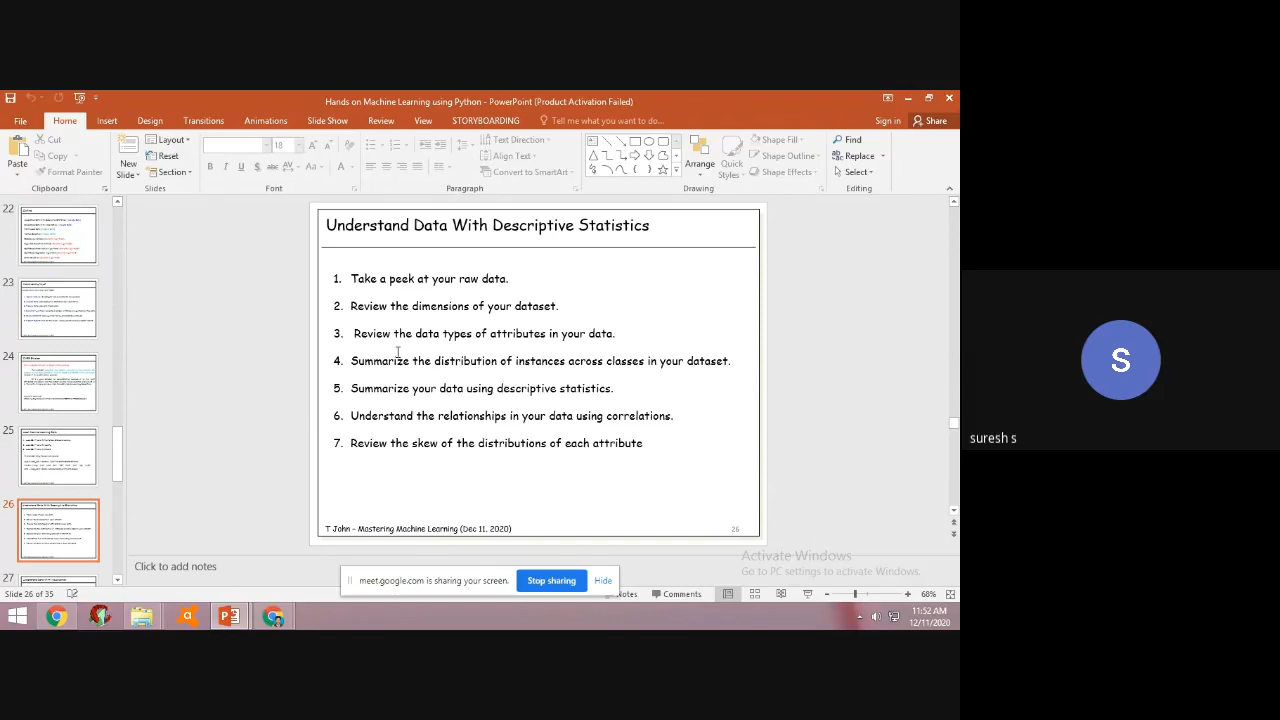 Hands on Machine Learning using Python - PowerPoint (Product Activation Failed)
File Home Insert Design Transitions Animations Slide Show Review View STORYBOARDING Tell me what you want to do... Sign in Share
Paste
Cut
Copy
Format Painter
Clipboard
New
Slide
Layout
Reset
Section
Slides
18
Font
Paragraph
Text Direction
Align Text
Convert to SmartArt
Arrange
Quick
Styles
Shape Fill
Shape Outline
Shape Effects
Drawing
Find
Replace
Select
Editing
22
23
24
25
26
27
Understand Data With Descriptive Statistics
1. Take a peek at your raw data.
2. Review the dimensions of your dataset.
3. Review the data types of attributes in your data.
4. Summarize the distribution of instances across classes in your dataset.
5. Summarize your data using descriptive statistics.
6. Understand the relationships in your data using correlations.
7. Review the skew of the distributions of each attribute
T John - Mastering Machine Learning (Dec 11, 2020)
26
Click to add notes
Activate Windows
Go to PC settings to activate Windows.
meet.google.com is sharing your screen. Stop sharing Hide
Slide 26 of 35
Notes
Comments
68%
11:52 AM
12/11/2020
S
suresh s